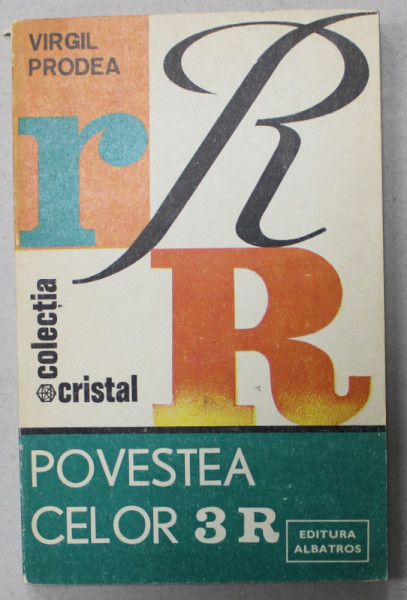 VIRGIL
PRODEA
r
R
R
colecția
cristal
POVESTEA
CELOR 3 R
EDITURA
ALBATROS